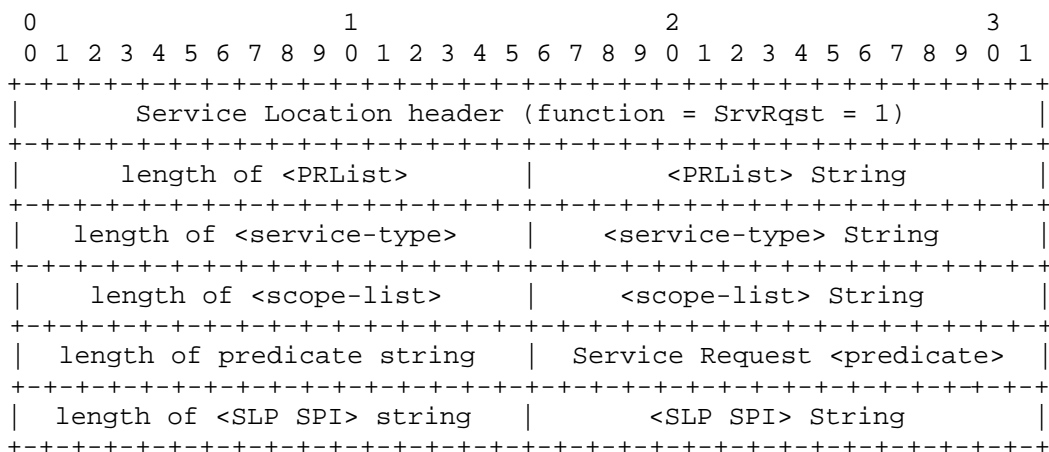 0                   1                   2                   3
 0 1 2 3 4 5 6 7 8 9 0 1 2 3 4 5 6 7 8 9 0 1 2 3 4 5 6 7 8 9 0 1
+-+-+-+-+-+-+-+-+-+-+-+-+-+-+-+-+-+-+-+-+-+-+-+-+-+-+-+-+-+-+-+-+
|       Service Location header (function = SrvRqst = 1)        |
+-+-+-+-+-+-+-+-+-+-+-+-+-+-+-+-+-+-+-+-+-+-+-+-+-+-+-+-+-+-+-+-+
|      length of <PRList>       |        <PRList> String        |
+-+-+-+-+-+-+-+-+-+-+-+-+-+-+-+-+-+-+-+-+-+-+-+-+-+-+-+-+-+-+-+-+
|   length of <service-type>    |    <service-type> String      |
+-+-+-+-+-+-+-+-+-+-+-+-+-+-+-+-+-+-+-+-+-+-+-+-+-+-+-+-+-+-+-+-+
|    length of <scope-list>     |     <scope-list> String       |
+-+-+-+-+-+-+-+-+-+-+-+-+-+-+-+-+-+-+-+-+-+-+-+-+-+-+-+-+-+-+-+-+
|  length of predicate string   |  Service Request <predicate>  |
+-+-+-+-+-+-+-+-+-+-+-+-+-+-+-+-+-+-+-+-+-+-+-+-+-+-+-+-+-+-+-+-+
|  length of <SLP SPI> string   |       <SLP SPI> String        |
+-+-+-+-+-+-+-+-+-+-+-+-+-+-+-+-+-+-+-+-+-+-+-+-+-+-+-+-+-+-+-+-+